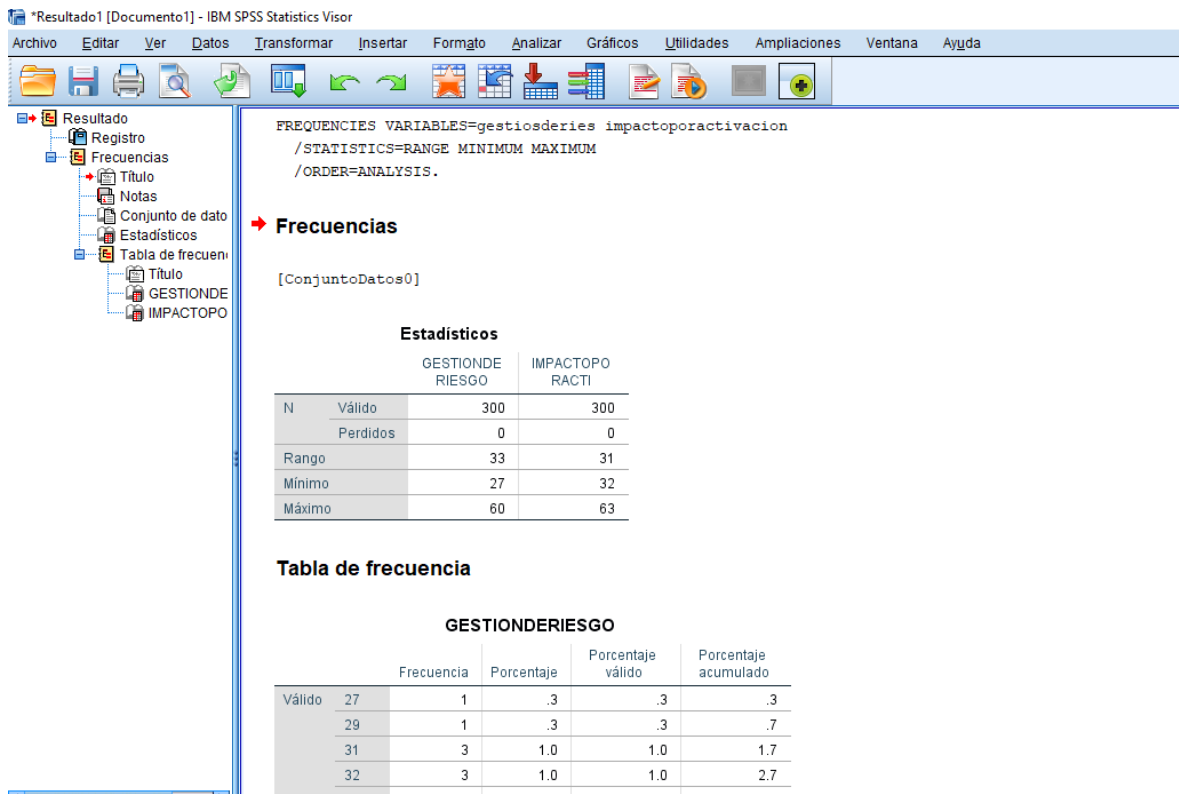 *Resultado1 [Documento1] - IBM SPSS Statistics Visor
Archivo Editar Ver Datos Transformar Insertar Formato Analizar Gráficos Utilidades Ampliaciones Ventana Ayuda
Resultado
Registro
Frecuencias
Título
Notas
Conjunto de dato
Estadísticos
Tabla de frecuen
Título
GESTIONDE
IMPACTOPO
FREQUENCIES VARIABLES=gestiosderies impactoporactivacion
/STATISTICS=RANGE MINIMUM MAXIMUM
/ORDER=ANALYSIS.
Frecuencias
[ConjuntoDatos0]
Estadísticos
GESTIONDE IMPACTOPO
RIESGO RACTI
N Válido 300 300
Perdidos 0 0
Rango 33 31
Mínimo 27 32
Máximo 60 63
Tabla de frecuencia
GESTIONDERIESGO
Porcentaje Porcentaje
Frecuencia Porcentaje válido acumulado
Válido 27 1 .3 .3 .3
29 1 .3 .3 .7
31 3 1.0 1.0 1.7
32 3 1.0 1.0 2.7